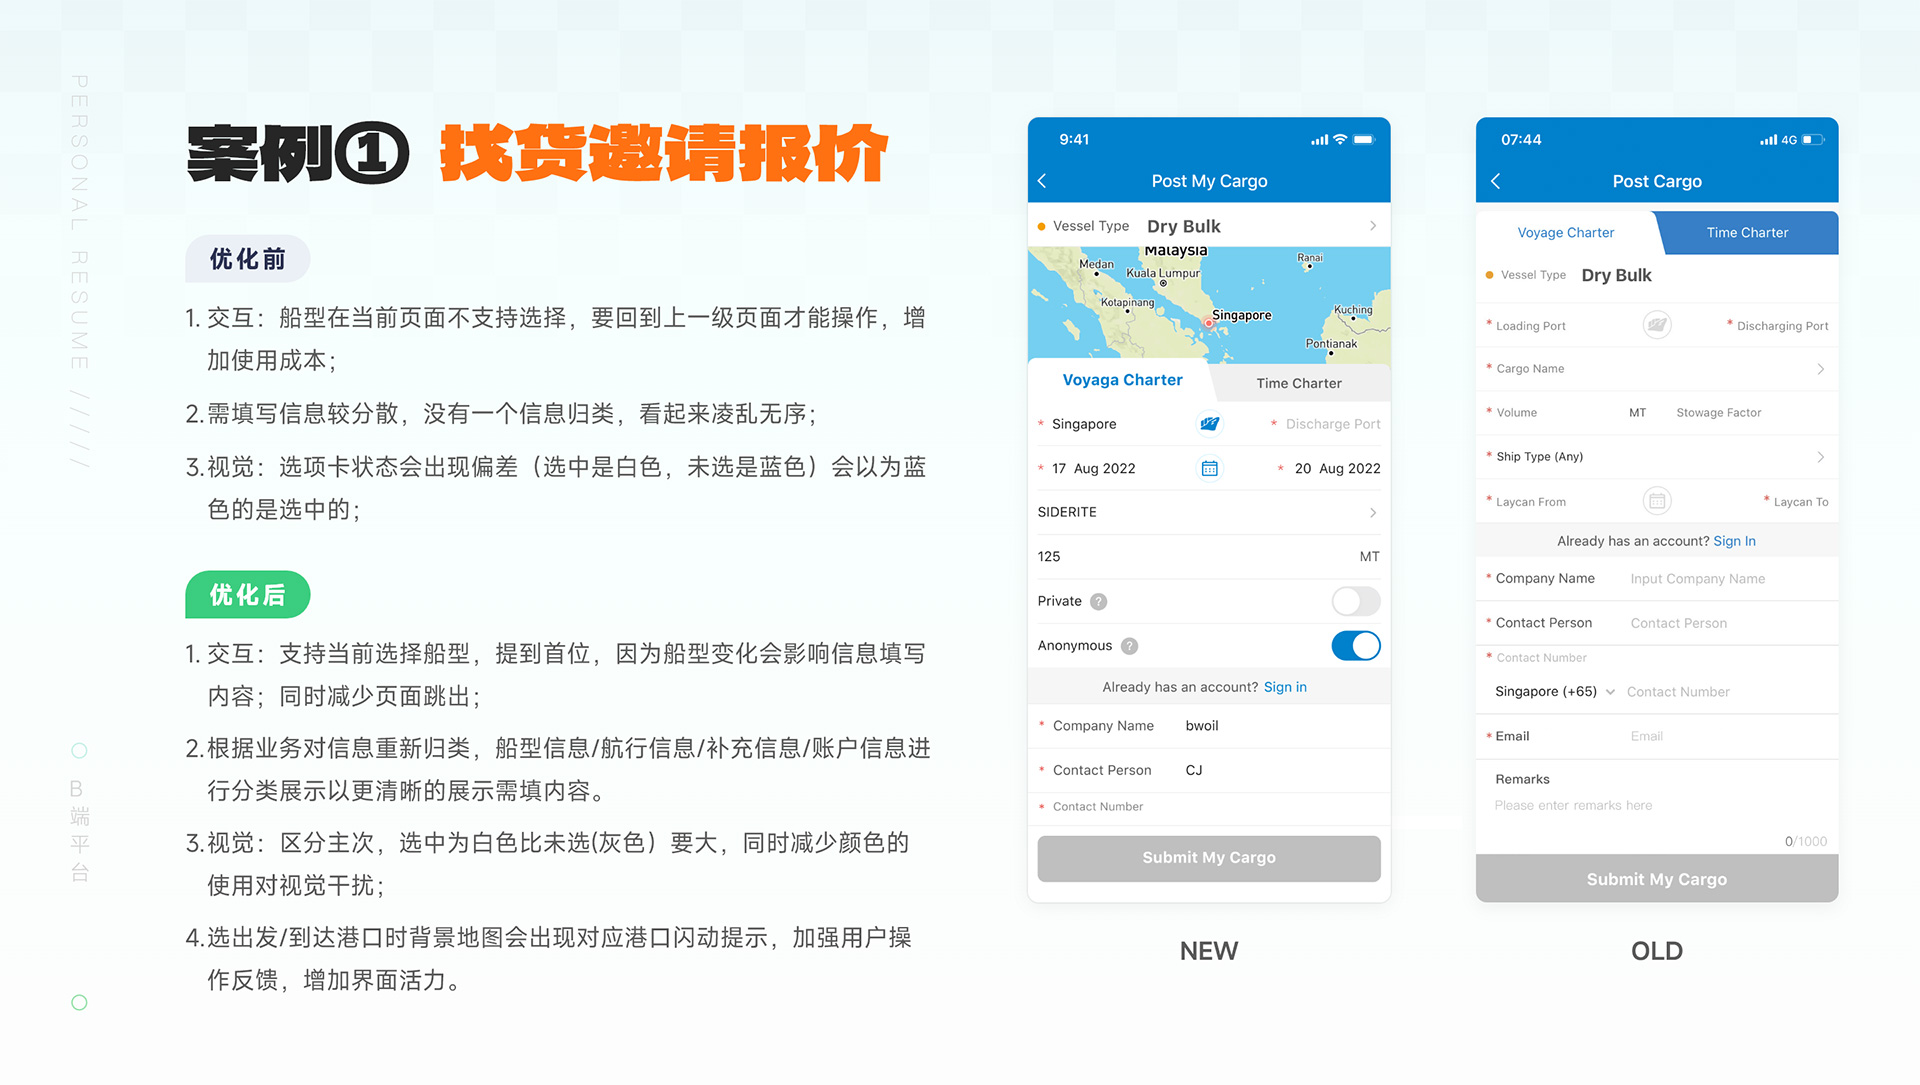 PERSONAL RESUME /////
B端平台
案例① 找货邀请报价
优化前
1. 交互：船型在当前页面不支持选择，要回到上一级页面才能操作，增
加使用成本；
2.需填写信息较分散，没有一个信息归类，看起来凌乱无序；
3.视觉：选项卡状态会出现偏差（选中是白色，未选是蓝色）会以为蓝
色的是选中的；
优化后
1. 交互：支持当前选择船型，提到首位，因为船型变化会影响信息填写
内容；同时减少页面跳出；
2.根据业务对信息重新归类，船型信息/航行信息/补充信息/账户信息进
行分类展示以更清晰的展示需填内容。
3.视觉：区分主次，选中为白色比未选(灰色）要大，同时减少颜色的
使用对视觉干扰；
4.选出发/到达港口时背景地图会出现对应港口闪动提示，加强用户操
作反馈，增加界面活力。
9:41
Post My Cargo
Vessel Type Dry Bulk
Malaysia
Medan
Kuala Lumpur
Ranai
Kotapinang
Singapore
Kuching
Pontianak
Voyaga Charter Time Charter
* Singapore * Discharge Port
* 17 Aug 2022 * 20 Aug 2022
SIDERITE
125 MT
Private ?
Anonymous ?
Already has an account? Sign in
* Company Name bwoil
* Contact Person CJ
* Contact Number
Submit My Cargo
NEW
07:44 4G
Post Cargo
Voyage Charter Time Charter
Vessel Type Dry Bulk
* Loading Port * Discharging Port
* Cargo Name
* Volume MT Stowage Factor
* Ship Type (Any)
* Laycan From * Laycan To
Already has an account? Sign In
* Company Name Input Company Name
* Contact Person Contact Person
* Contact Number
Singapore (+65) Contact Number
* Email Email
Remarks
Please enter remarks here
0/1000
Submit My Cargo
OLD